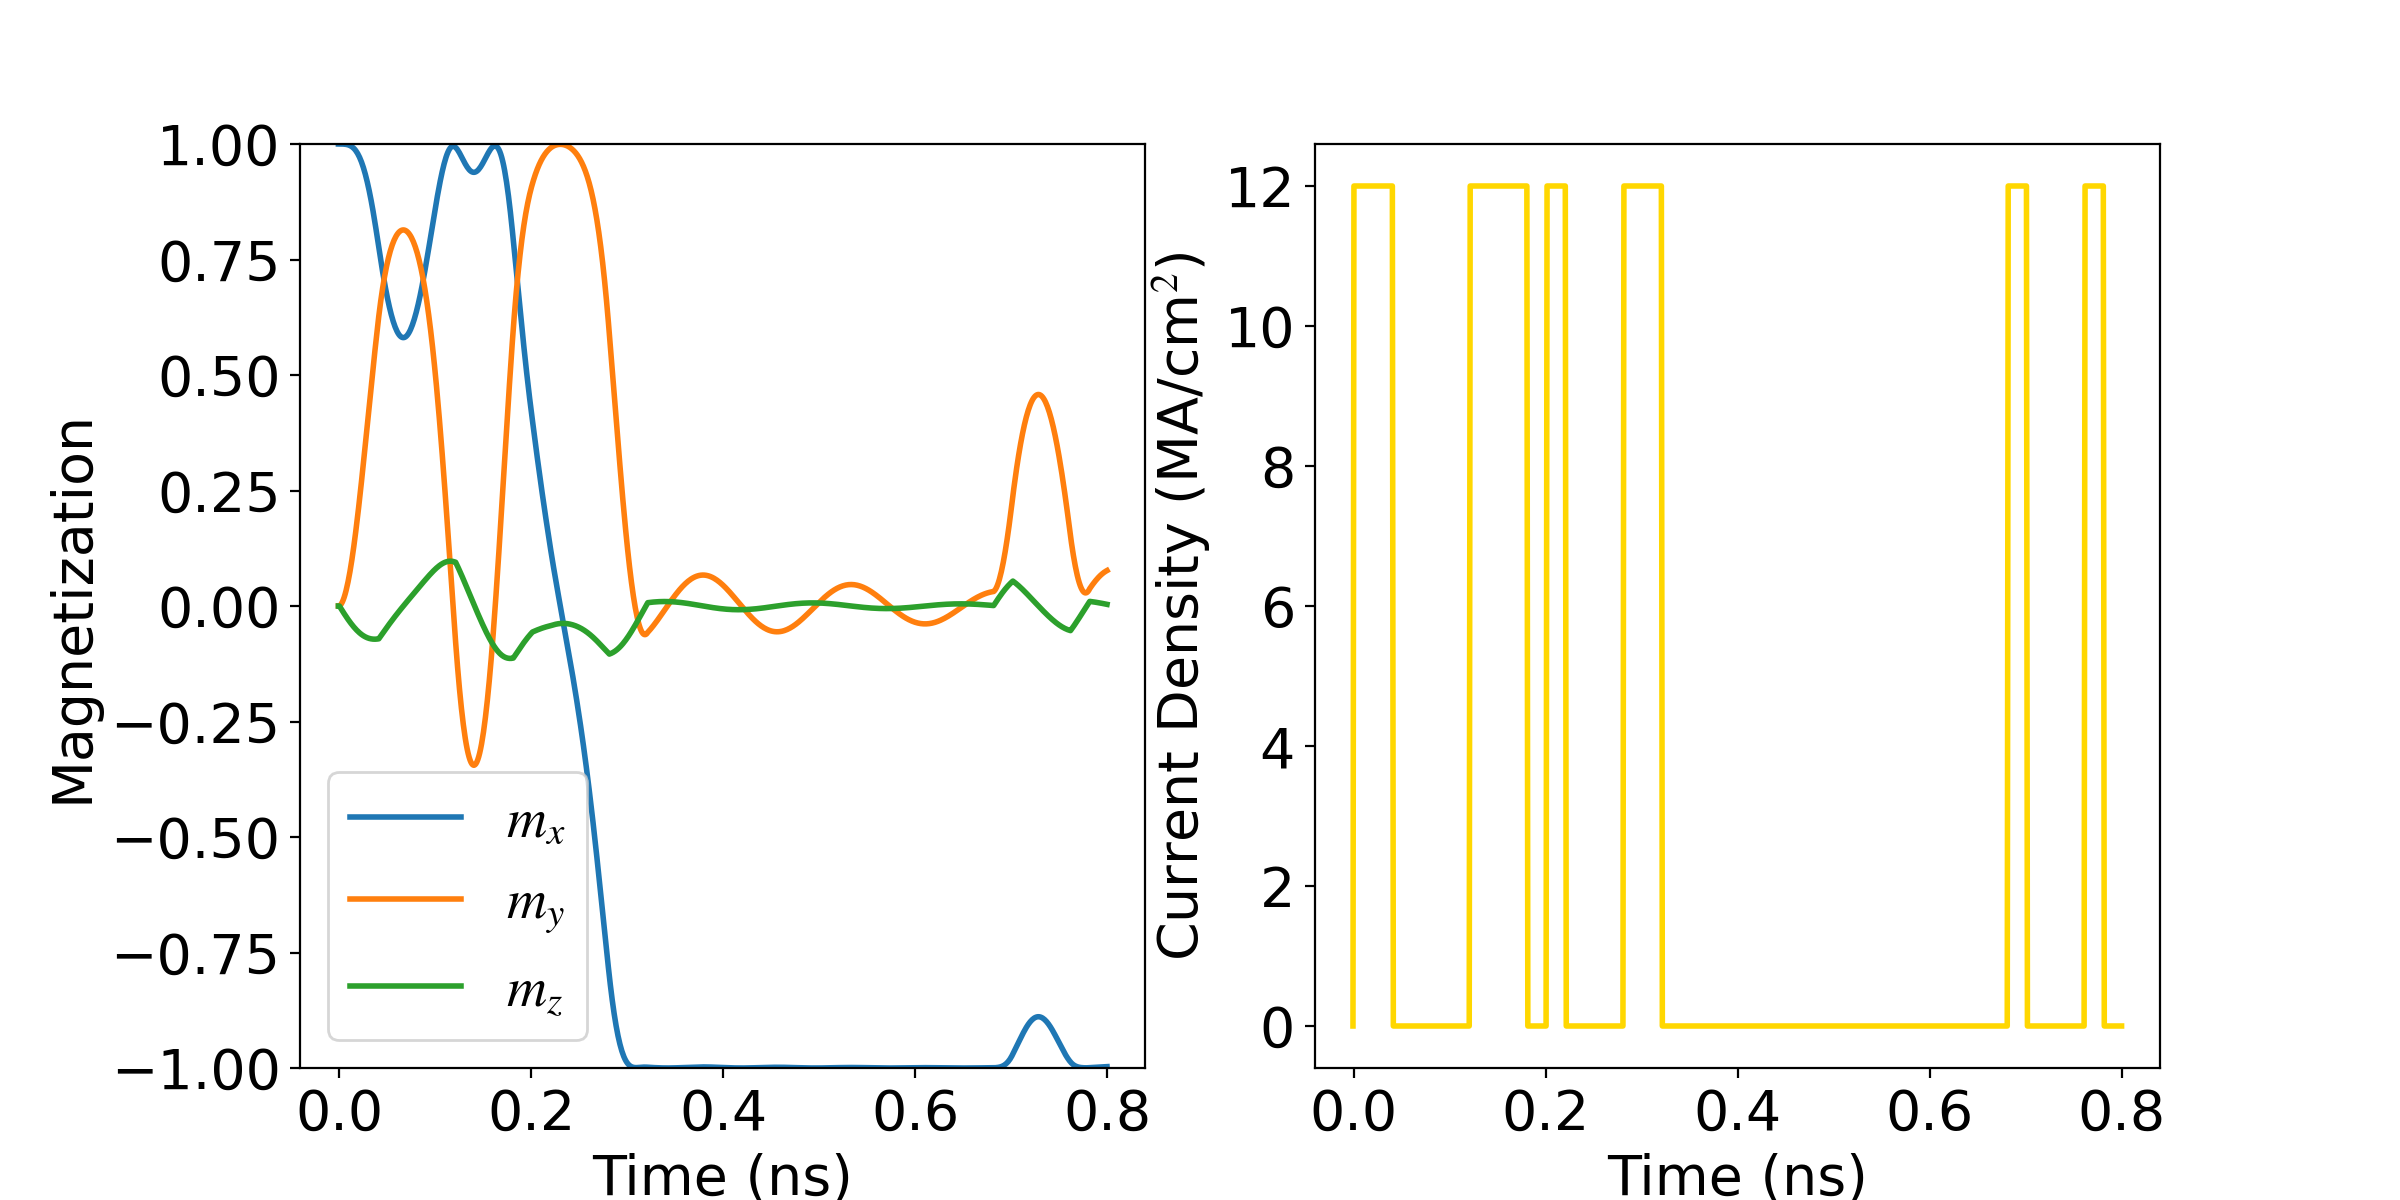 Magnetization
1.00
0.75
0.50
0.25
0.00
−0.25
−0.50
−0.75
−1.00
m_x
m_y
m_z
0.0 0.2 0.4 0.6 0.8
Time (ns)
Current Density (MA/cm²)
12
10
8
6
4
2
0
0.0 0.2 0.4 0.6 0.8
Time (ns)